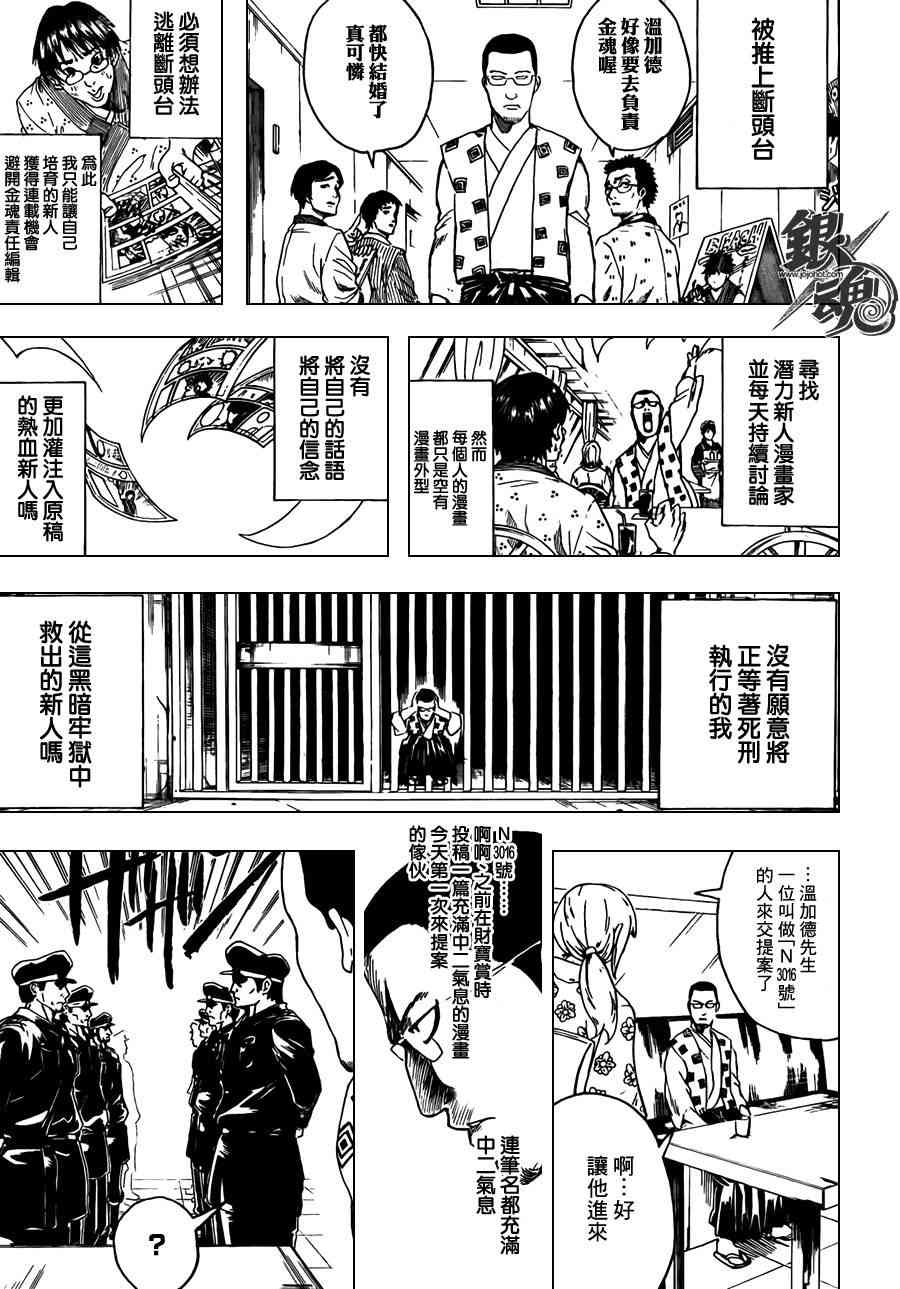 被推上斷頭台
溫加德
好像要去負責
金魂喔
都快結婚了
真可憐
必須想辦法
逃離斷頭台
為此
我只能讓自己
培育的新人
獲得連載機會
避開金魂責任編輯
銀魂
www.jojohot.com
尋找
潛力新人漫畫家
並每天持續討論
然而
每個人的漫畫
都只是空有
漫畫外型
沒有
將自己的話語
將自己的信念
更加灌注入原稿
的熱血新人嗎
沒有願意將
正等著死刑
執行的我
從這黑暗牢獄中
救出的新人嗎
…溫加德先生
一位叫做「N3016號」
的人來交提案了
啊…好
讓他進來
N3016號……
啊啊，之前在財寶賞時
投稿一篇充滿中二氣息的漫畫
今天第一次來提案
的傢伙
連筆名都充滿
中二氣息
？